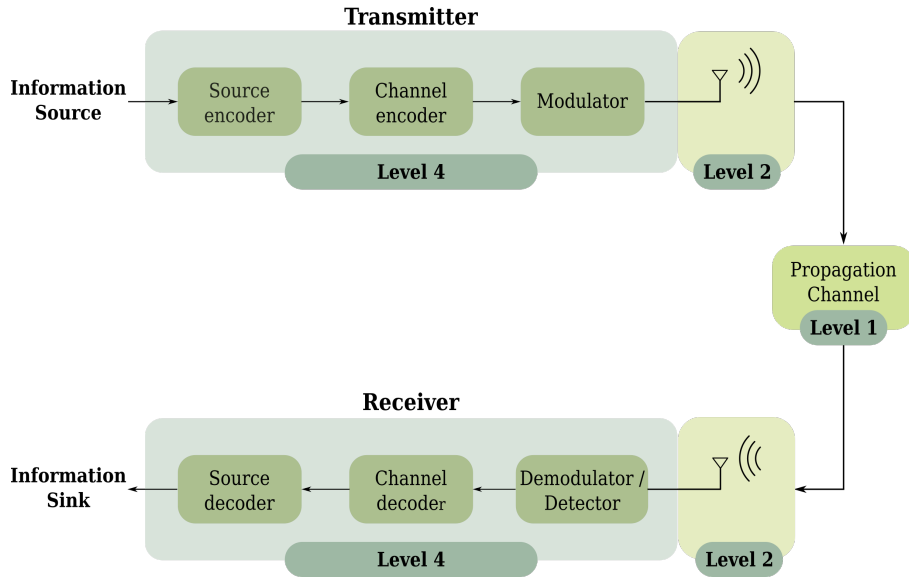 Transmitter
Information
Source
Source
encoder
Channel
encoder
Modulator
Level 4
Level 2
Propagation
Channel
Level 1
Receiver
Information
Sink
Source
decoder
Channel
decoder
Demodulator /
Detector
Level 4
Level 2